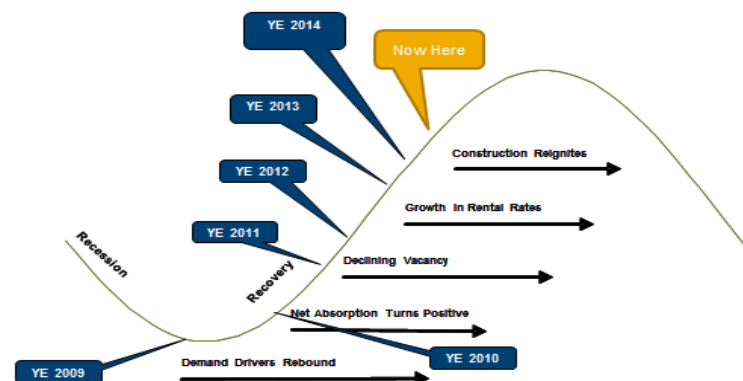 YE 2014
Now Here
YE 2013
Construction Reignites
YE 2012
Growth In Rental Rates
YE 2011
Recession
Recovery
Declining Vacancy
Net Absorption Turns Positive
YE 2009
Demand Drivers Rebound
YE 2010